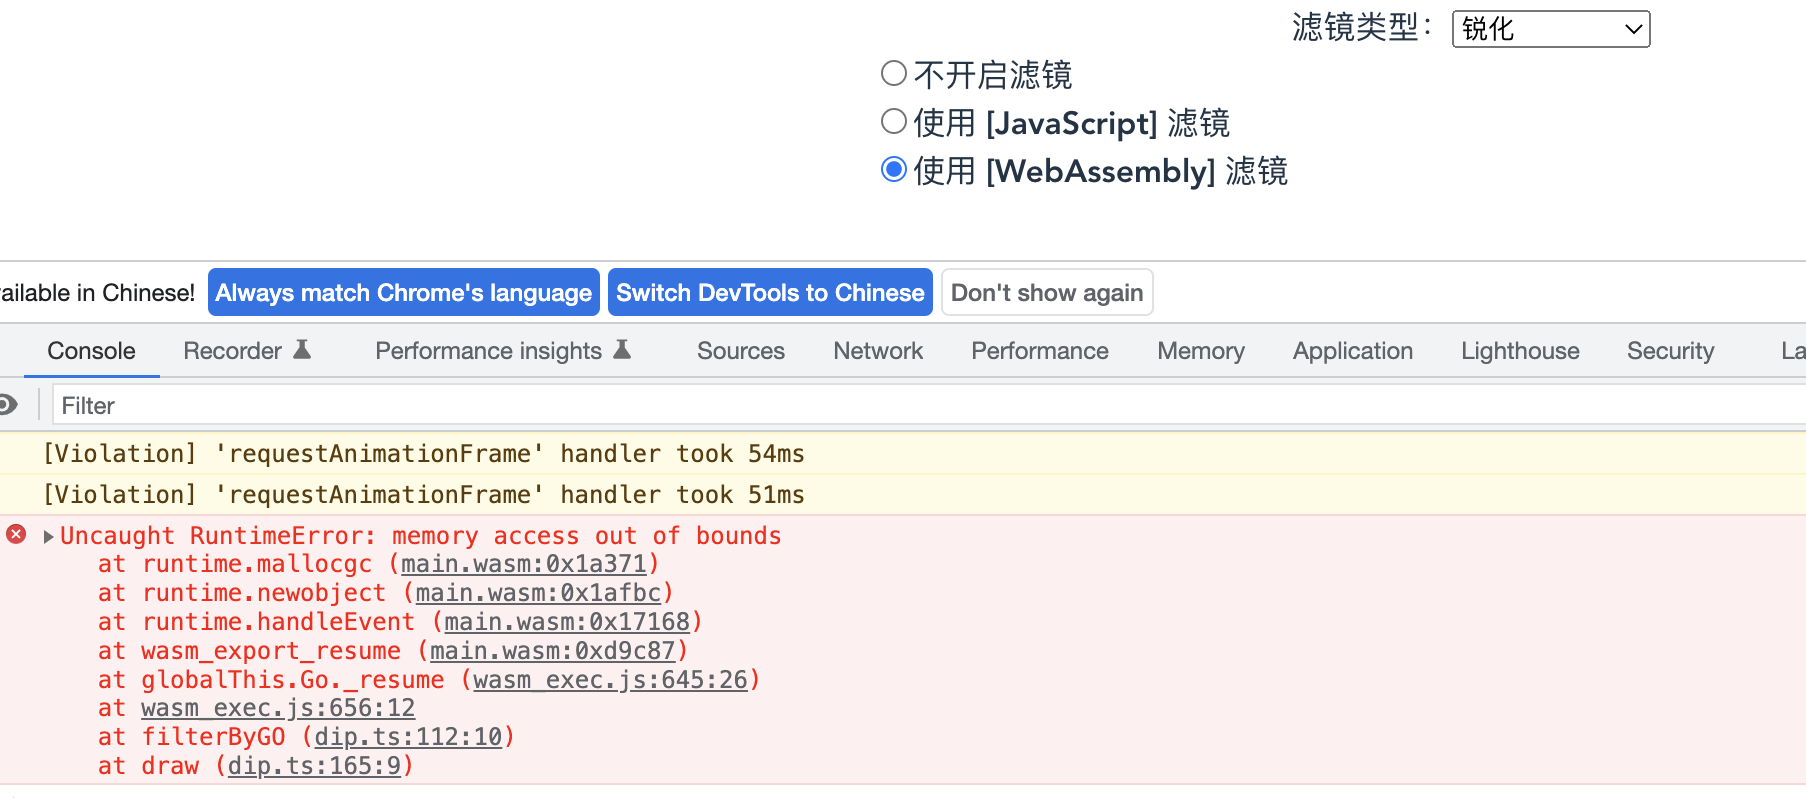 滤镜类型： 锐化
不开启滤镜
使用 [JavaScript] 滤镜
使用 [WebAssembly] 滤镜
ailable in Chinese! Always match Chrome's language Switch DevTools to Chinese Don't show again
Console Recorder Performance insights Sources Network Performance Memory Application Lighthouse Security La
Filter
[Violation] 'requestAnimationFrame' handler took 54ms
[Violation] 'requestAnimationFrame' handler took 51ms
Uncaught RuntimeError: memory access out of bounds
at runtime.mallocgc (main.wasm:0x1a371)
at runtime.newobject (main.wasm:0x1afbc)
at runtime.handleEvent (main.wasm:0x17168)
at wasm_export_resume (main.wasm:0xd9c87)
at globalThis.Go._resume (wasm_exec.js:645:26)
at wasm_exec.js:656:12
at filterByGO (dip.ts:112:10)
at draw (dip.ts:165:9)